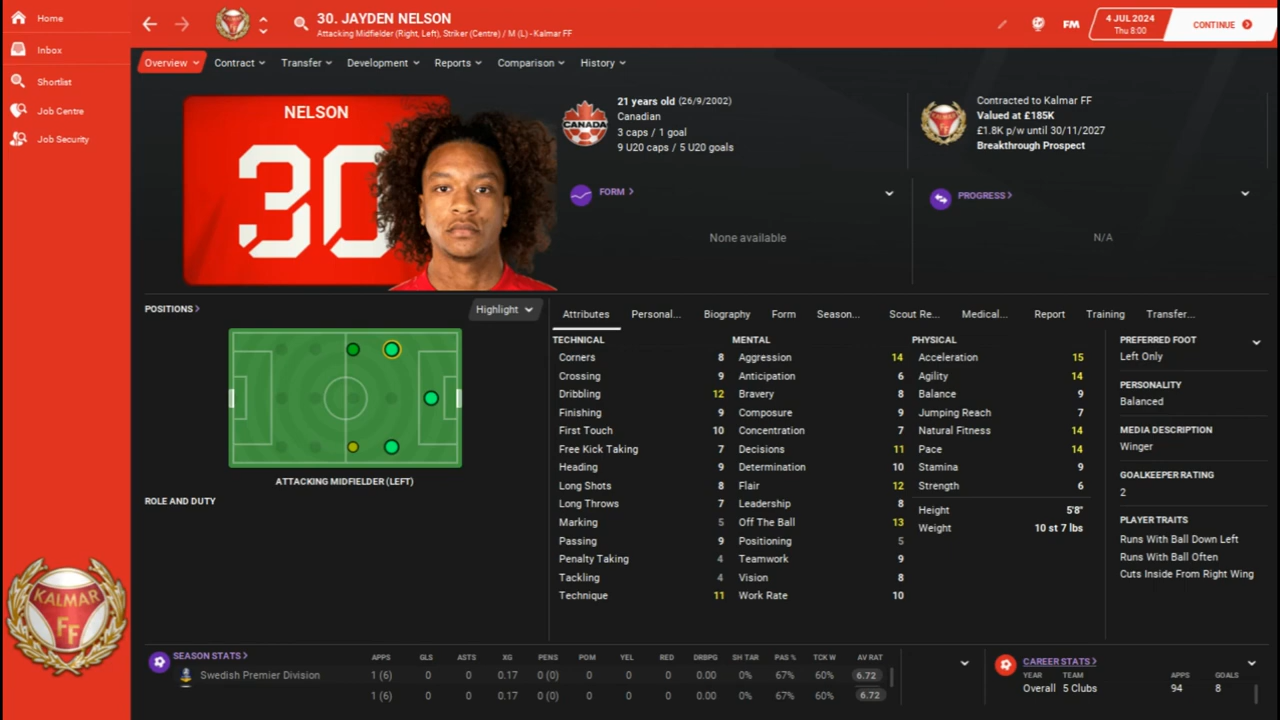 Home
Inbox
Shortlist
Job Centre
Job Security
30. JAYDEN NELSON
Attacking Midfielder (Right, Left), Striker (Centre) / M (L) - Kalmar FF
FM
4 JUL 2024
Thu 8:00
CONTINUE
Overview Contract Transfer Development Reports Comparison History
NELSON
30
CANADA
21 years old (26/9/2002)
Canadian
3 caps / 1 goal
9 U20 caps / 5 U20 goals
Contracted to Kalmar FF
Valued at £185K
£1.8K p/w until 30/11/2027
Breakthrough Prospect
FORM
None available
PROGRESS
N/A
POSITIONS
Highlight
ATTACKING MIDFIELDER (LEFT)
ROLE AND DUTY
Attributes Personal... Biography Form Season... Scout Re... Medical... Report Training Transfer...
TECHNICAL
Corners 8
Crossing 9
Dribbling 12
Finishing 9
First Touch 10
Free Kick Taking 7
Heading 9
Long Shots 8
Long Throws 7
Marking 5
Passing 9
Penalty Taking 4
Tackling 4
Technique 11
MENTAL
Aggression 14
Anticipation 6
Bravery 8
Composure 9
Concentration 7
Decisions 11
Determination 10
Flair 12
Leadership 8
Off The Ball 13
Positioning 5
Teamwork 9
Vision 8
Work Rate 10
PHYSICAL
Acceleration 15
Agility 14
Balance 9
Jumping Reach 7
Natural Fitness 14
Pace 14
Stamina 9
Strength 6
Height 5'8"
Weight 10 st 7 lbs
PREFERRED FOOT
Left Only
PERSONALITY
Balanced
MEDIA DESCRIPTION
Winger
GOALKEEPER RATING
2
PLAYER TRAITS
Runs With Ball Down Left
Runs With Ball Often
Cuts Inside From Right Wing
KALMAR
FF
SEASON STATS APPS GLS ASTS XG PENS POM YEL RED DRBPG SH TAR PAS % TCK W AV RAT
Swedish Premier Division 1 (6) 0 0 0.17 0 (0) 0 0 0 0.00 0% 67% 60% 6.72
1 (6) 0 0 0.17 0 (0) 0 0 0 0.00 0% 67% 60% 6.72
CAREER STATS
YEAR TEAM APPS GOALS
Overall 5 Clubs 94 8